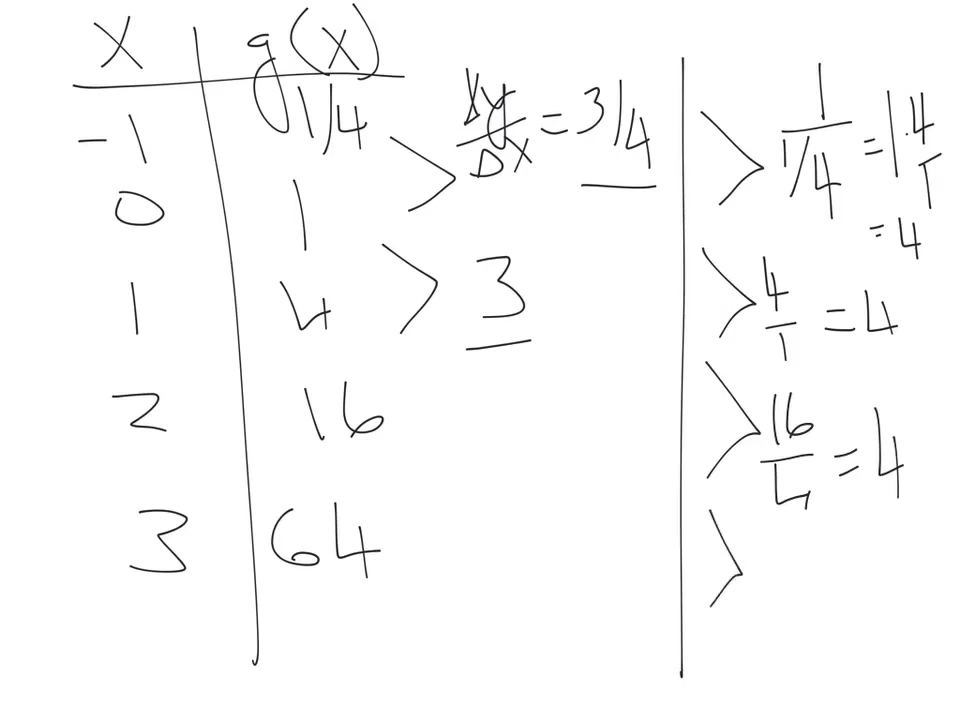 x g(x)
-1 1/4
Δy/Δx = 3/4
0 1
1 4
3
2 16
3 64
1/(1/4) = 1 · 4/1
= 4
4/1 = 4
16/4 = 4